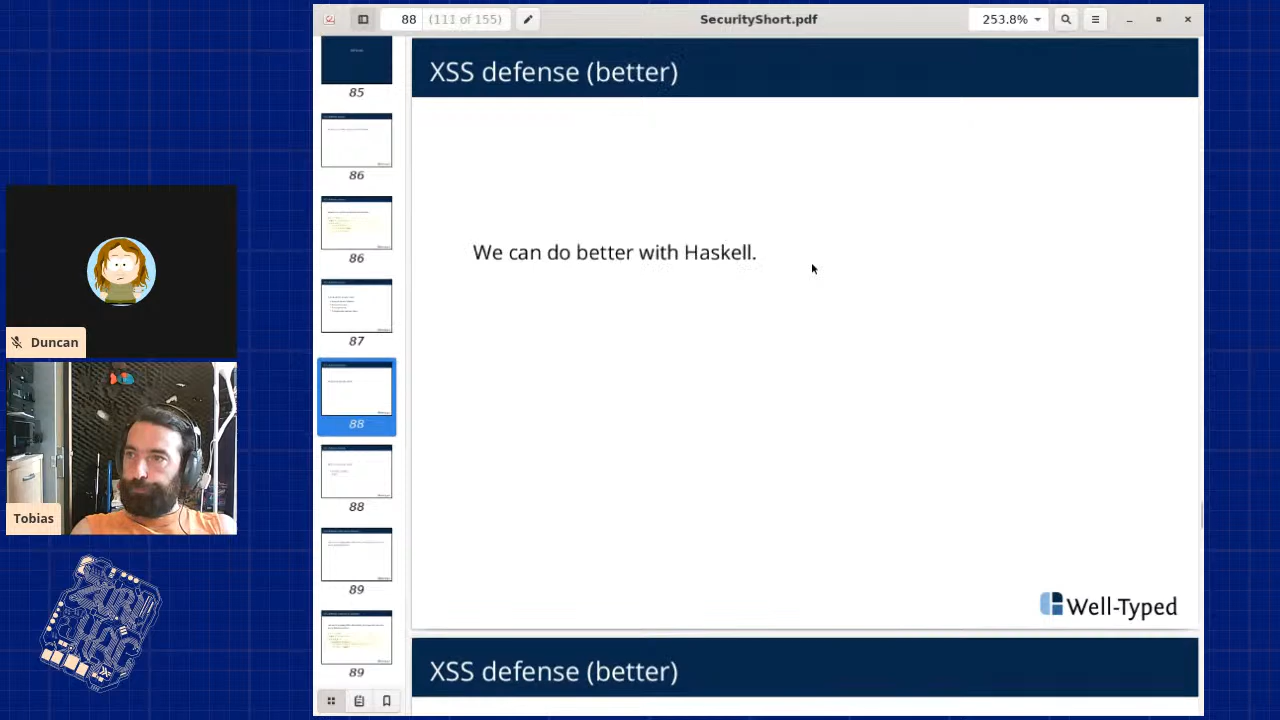 88 (111 of 155)
SecurityShort.pdf
253.8%
85
86
86
87
88
88
89
89
XSS defense (better)
We can do better with Haskell.
Well-Typed
XSS defense (better)
Duncan
Tobias